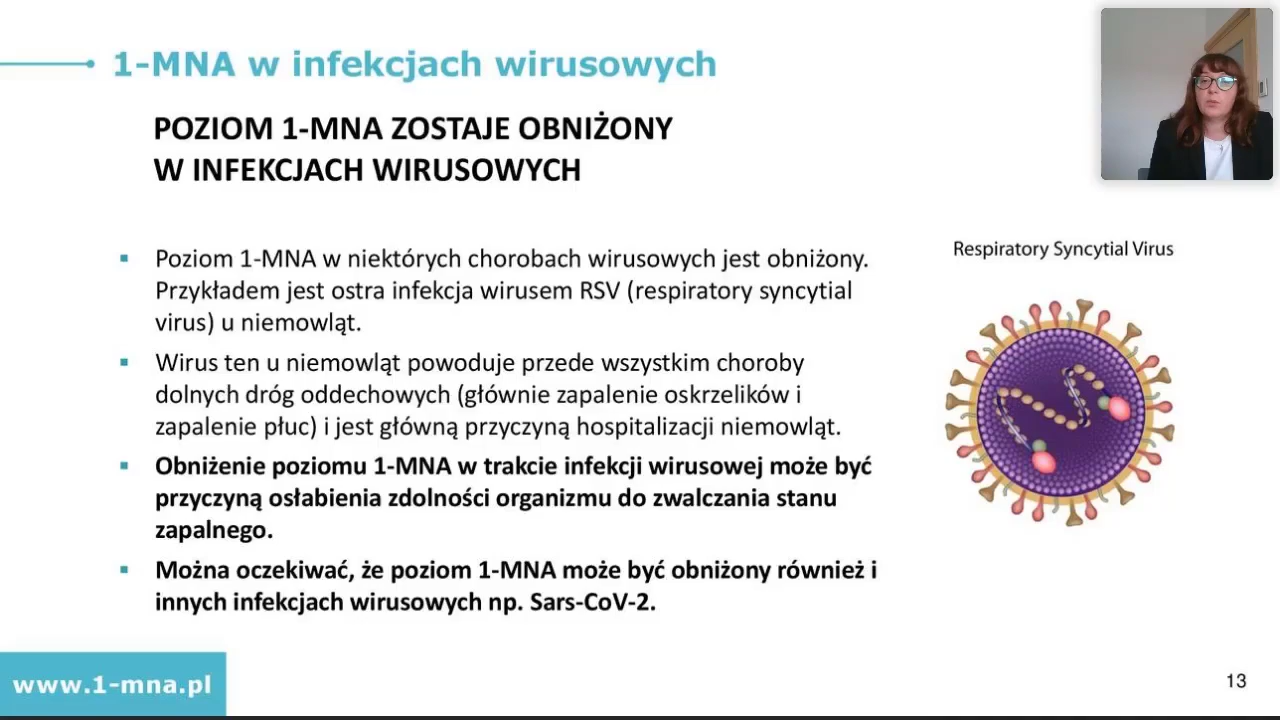 1-MNA w infekcjach wirusowych
POZIOM 1-MNA ZOSTAJE OBNIŻONY
W INFEKCJACH WIRUSOWYCH
▪ Poziom 1-MNA w niektórych chorobach wirusowych jest obniżony.
Przykładem jest ostra infekcja wirusem RSV (respiratory syncytial
virus) u niemowląt.
▪ Wirus ten u niemowląt powoduje przede wszystkim choroby
dolnych dróg oddechowych (głównie zapalenie oskrzelików i
zapalenie płuc) i jest główną przyczyną hospitalizacji niemowląt.
▪ Obniżenie poziomu 1-MNA w trakcie infekcji wirusowej może być
przyczyną osłabienia zdolności organizmu do zwalczania stanu
zapalnego.
▪ Można oczekiwać, że poziom 1-MNA może być obniżony również i
innych infekcjach wirusowych np. Sars-CoV-2.
Respiratory Syncytial Virus
www.1-mna.pl
13